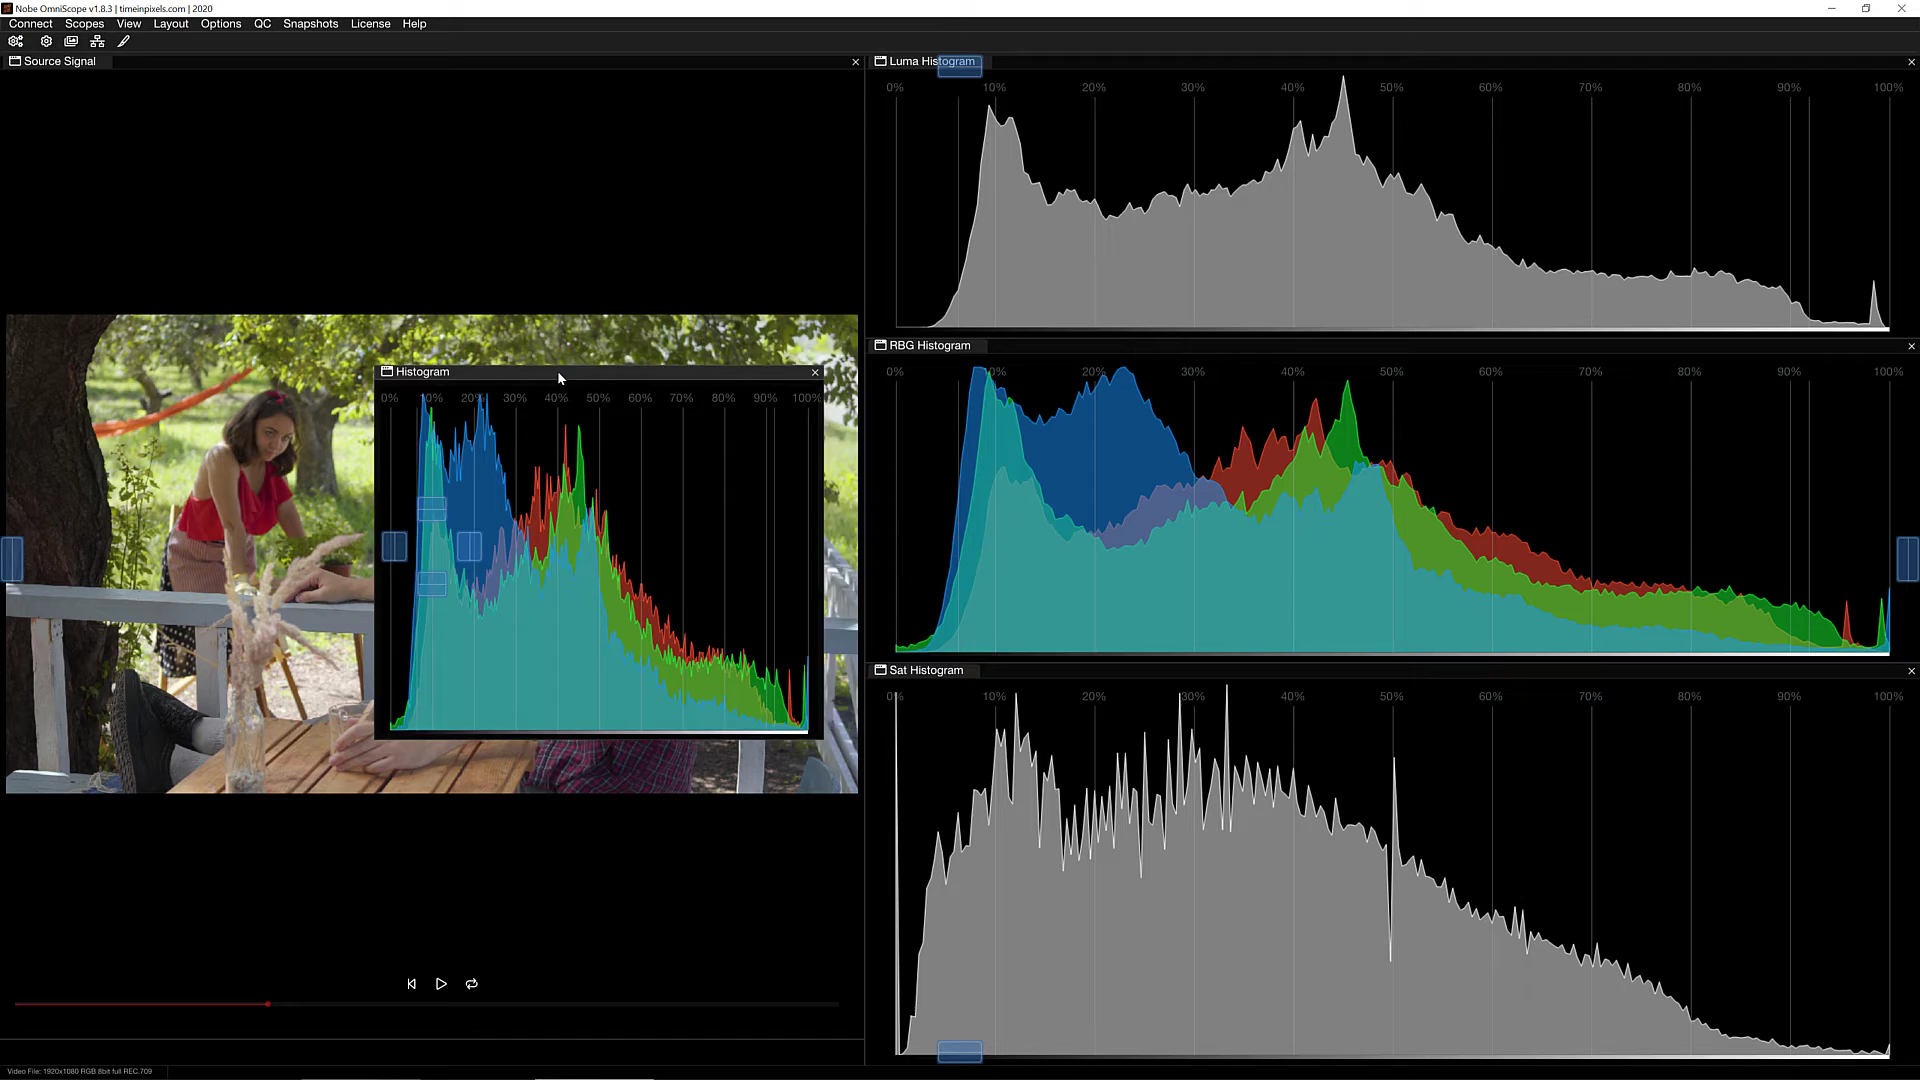 Nobe OmniScope v1.8.3 | timeinpixels.com | 2020
Connect Scopes View Layout Options QC Snapshots License Help
Source Signal
Luma Histogram
0% 10% 20% 30% 40% 50% 60% 70% 80% 90% 100%
RBG Histogram
0% 10% 20% 30% 40% 50% 60% 70% 80% 90% 100%
Histogram
0% 10% 20% 30% 40% 50% 60% 70% 80% 90% 100%
Sat Histogram
0% 10% 20% 30% 40% 50% 60% 70% 80% 90% 100%
Video File: 1920x1080 RGB 8bit full REC.709